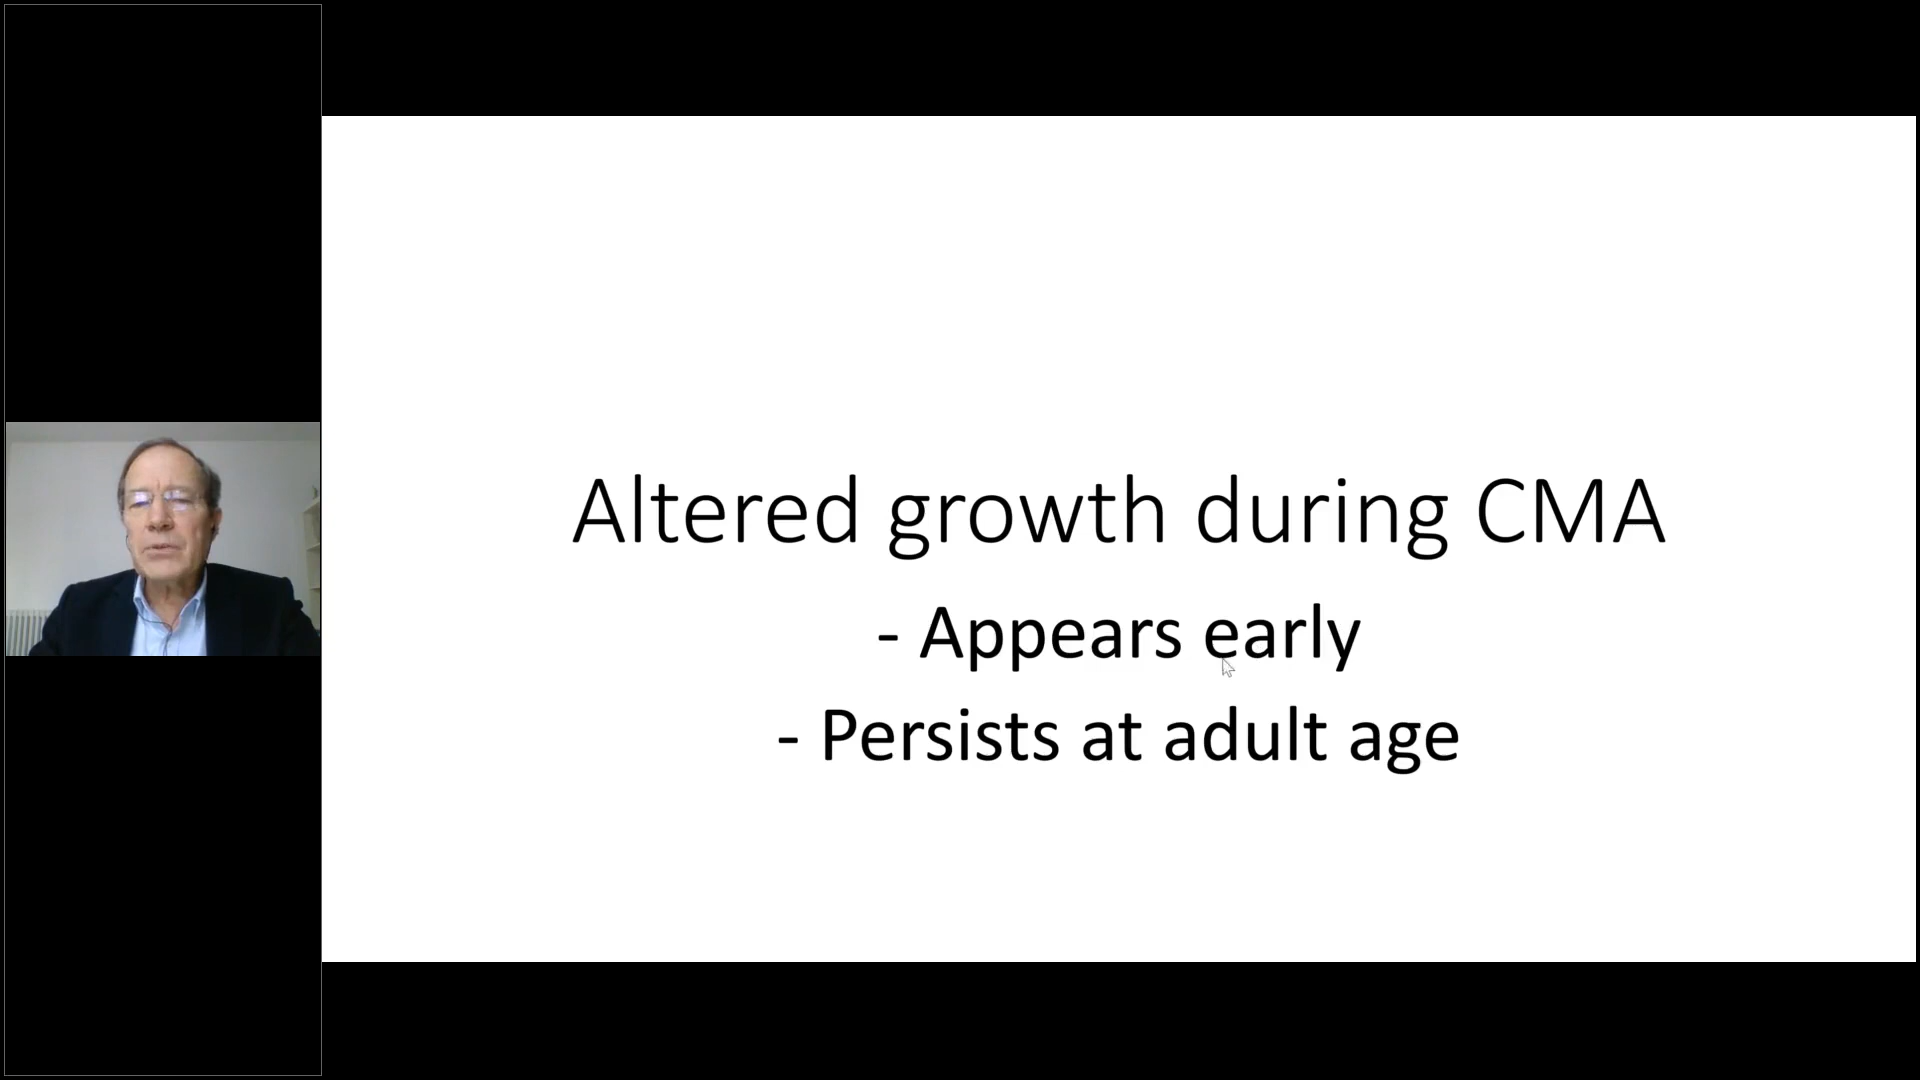 Altered growth during CMA
- Appears early
- Persists at adult age